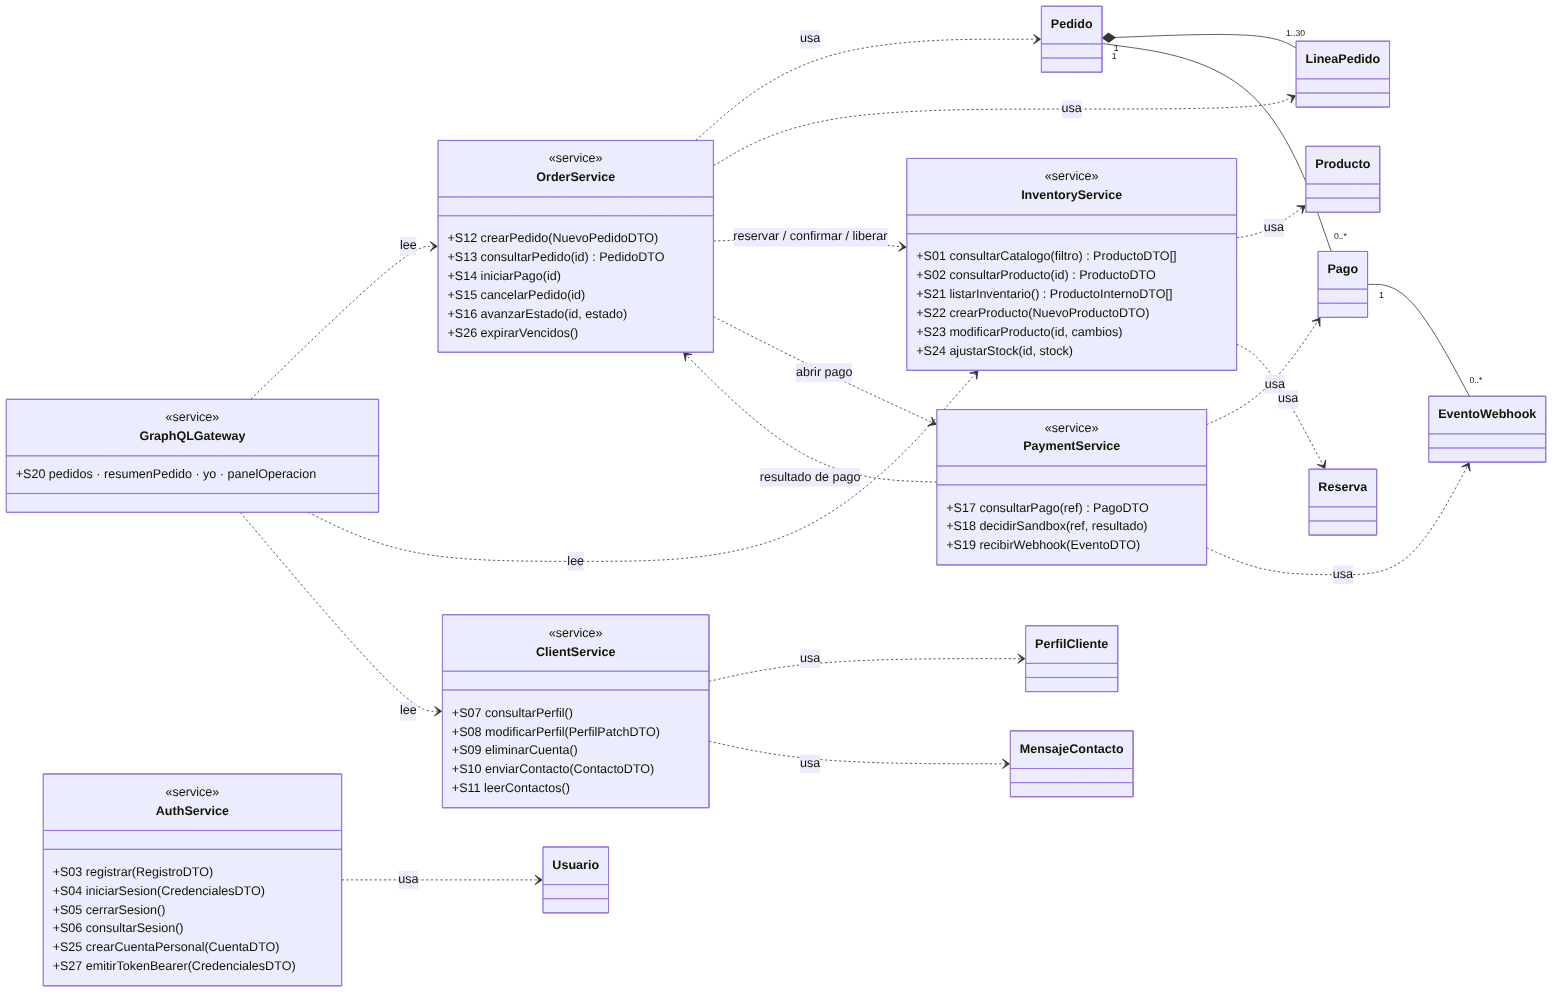 Pedido
1
1
1..30
LineaPedido
usa
usa
«service»
OrderService
+S12 crearPedido(NuevoPedidoDTO)
+S13 consultarPedido(id) : PedidoDTO
+S14 iniciarPago(id)
+S15 cancelarPedido(id)
+S16 avanzarEstado(id, estado)
+S26 expirarVencidos()
reservar / confirmar / liberar
«service»
InventoryService
+S01 consultarCatalogo(filtro) : ProductoDTO[]
+S02 consultarProducto(id) : ProductoDTO
+S21 listarInventario() : ProductoInternoDTO[]
+S22 crearProducto(NuevoProductoDTO)
+S23 modificarProducto(id, cambios)
+S24 ajustarStock(id, stock)
usa
Producto
0..*
Pago
1
0..*
EventoWebhook
usa
usa
Reserva
lee
abrir pago
resultado de pago
«service»
GraphQLGateway
+S20 pedidos · resumenPedido · yo · panelOperacion
«service»
PaymentService
+S17 consultarPago(ref) : PagoDTO
+S18 decidirSandbox(ref, resultado)
+S19 recibirWebhook(EventoDTO)
usa
lee
lee
«service»
ClientService
+S07 consultarPerfil()
+S08 modificarPerfil(PerfilPatchDTO)
+S09 eliminarCuenta()
+S10 enviarContacto(ContactoDTO)
+S11 leerContactos()
usa
PerfilCliente
usa
MensajeContacto
«service»
AuthService
+S03 registrar(RegistroDTO)
+S04 iniciarSesion(CredencialesDTO)
+S05 cerrarSesion()
+S06 consultarSesion()
+S25 crearCuentaPersonal(CuentaDTO)
+S27 emitirTokenBearer(CredencialesDTO)
usa
Usuario